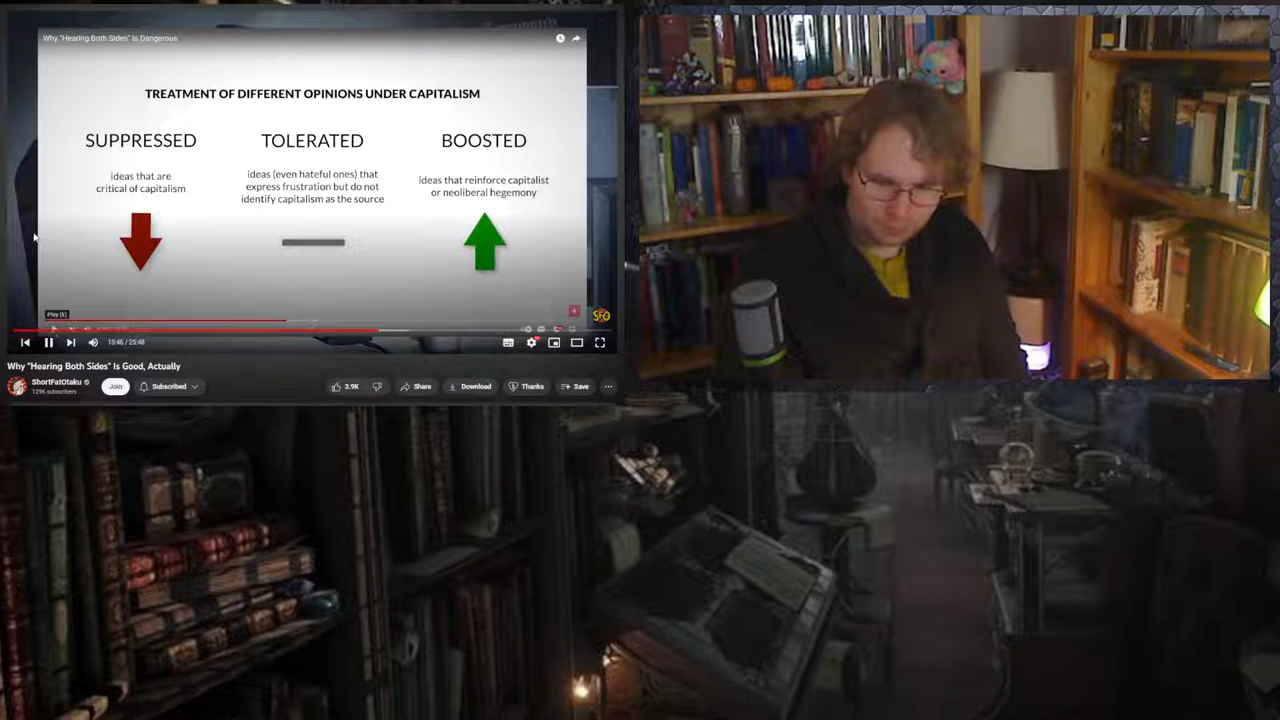 Why "Hearing Both Sides" Is Dangerous
TREATMENT OF DIFFERENT OPINIONS UNDER CAPITALISM
SUPPRESSED
ideas that are
critical of capitalism
TOLERATED
ideas (even hateful ones) that
express frustration but do not
identify capitalism as the source
BOOSTED
ideas that reinforce capitalist
or neoliberal hegemony
Play (k)
SFO
15:46 / 25:48
Why "Hearing Both Sides" Is Good, Actually
ShortFatOtaku
129K subscribers
Join
Subscribed
3.9K
Share
Download
Thanks
Save